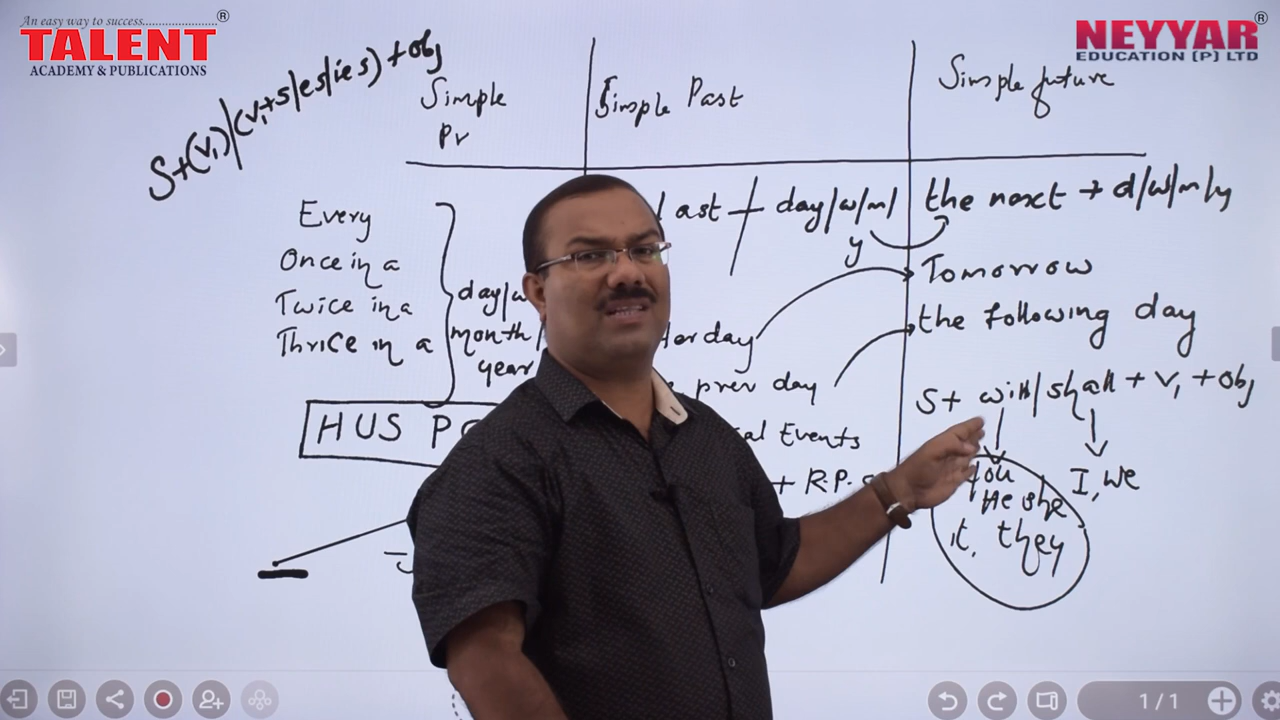 An easy way to success........................®
TALENT
ACADEMY & PUBLICATIONS
NEYYAR®
EDUCATION (P) LTD
S+(V1)/(V1+s/es/ies)+obj
Simple
Pr
Simple Past
Simple future
Every
Once in a
Twice in a
Thrice in a
day/w
month/
year
last + day/w/m/
y
the next + d/w/m/y
Tomorrow
the following day
prev day
Events
+ R.P.
S+ will/shall + V1 + obj
you
He she
it, they
I, we
HUS P
1/1